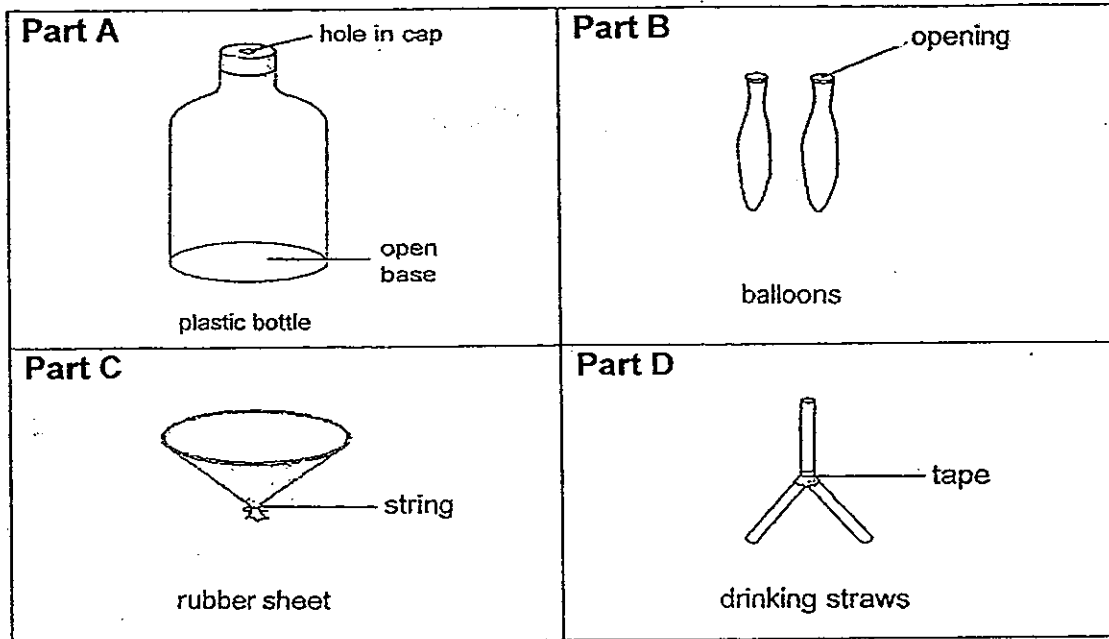 Part A
hole in cap
open
base
plastic bottle
Part B
opening
balloons
Part C
string
rubber sheet
Part D
tape
drinking straws